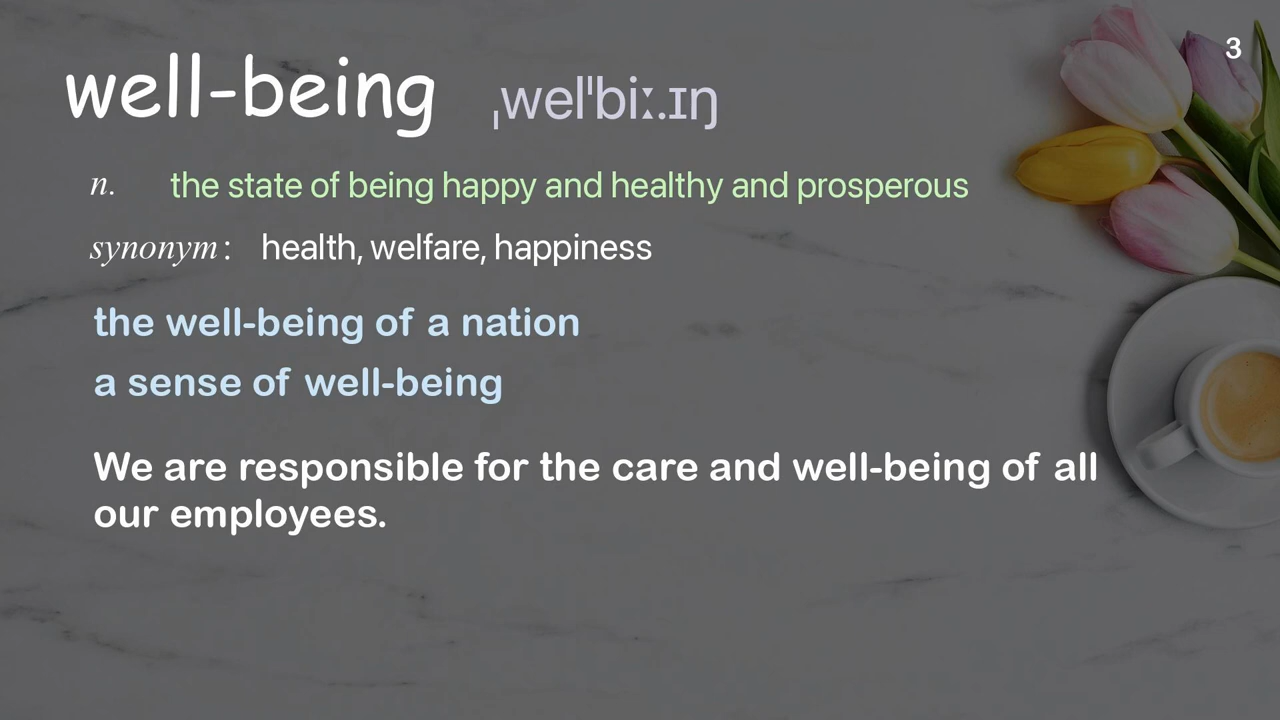 3
well-being ˌwelˈbiː.ɪŋ
n. the state of being happy and healthy and prosperous
synonym: health, welfare, happiness
the well-being of a nation
a sense of well-being
We are responsible for the care and well-being of all
our employees.